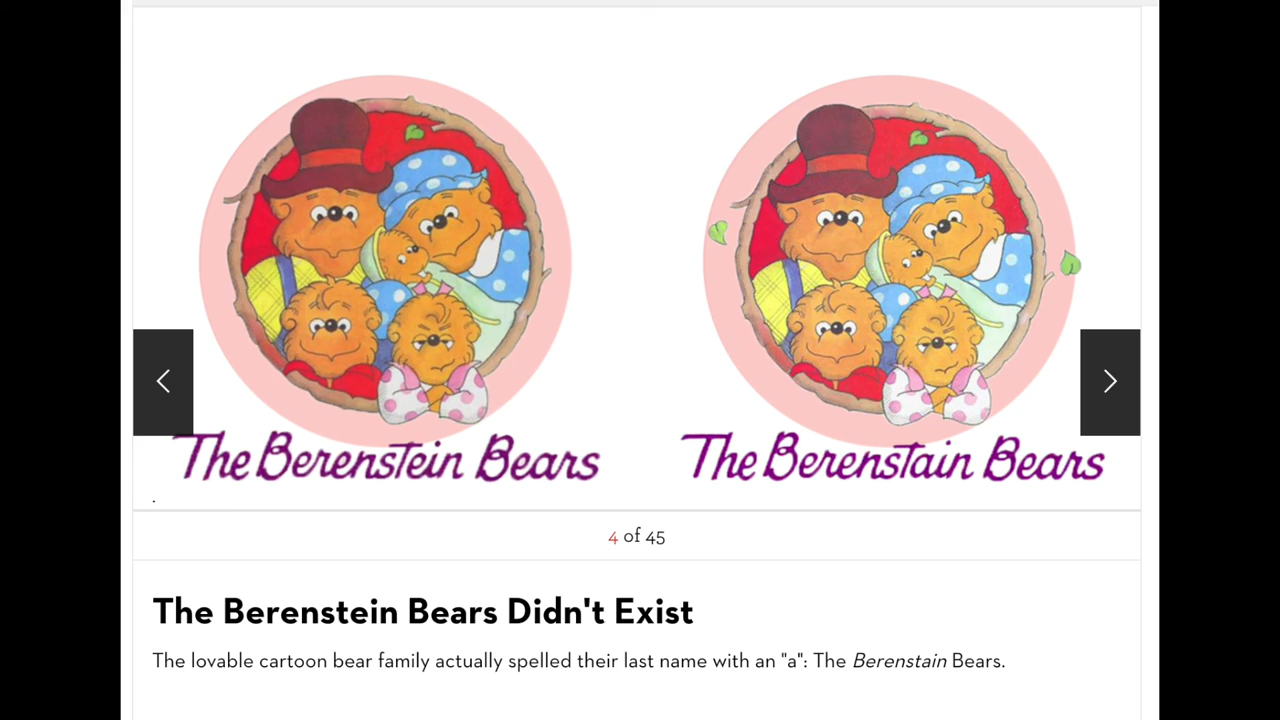 The Berenstein Bears
The Berenstain Bears
.
4 of 45
The Berenstein Bears Didn't Exist
The lovable cartoon bear family actually spelled their last name with an "a": The Berenstain Bears.